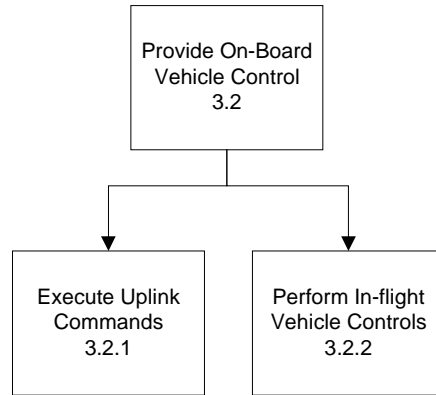 Provide On-Board
Vehicle Control
3.2
Execute Uplink
Commands
3.2.1
Perform In-flight
Vehicle Controls
3.2.2